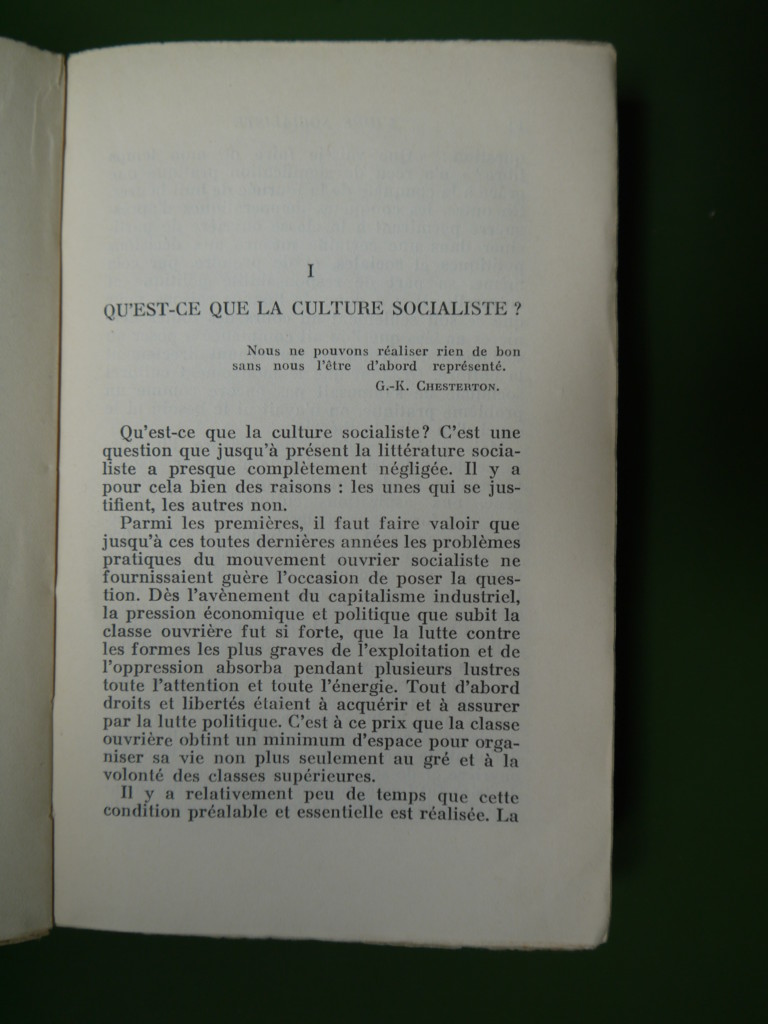 I
QU'EST-CE QUE LA CULTURE SOCIALISTE ?
Nous ne pouvons réaliser rien de bon
sans nous l'être d'abord représenté.
G.-K. CHESTERTON.
Qu'est-ce que la culture socialiste? C'est une
question que jusqu'à présent la littérature socia-
liste a presque complètement négligée. Il y a
pour cela bien des raisons : les unes qui se jus-
tifient, les autres non.
Parmi les premières, il faut faire valoir que
jusqu'à ces toutes dernières années les problèmes
pratiques du mouvement ouvrier socialiste ne
fournissaient guère l'occasion de poser la ques-
tion. Dès l'avènement du capitalisme industriel,
la pression économique et politique que subit la
classe ouvrière fut si forte, que la lutte contre
les formes les plus graves de l'exploitation et de
l'oppression absorba pendant plusieurs lustres
toute l'attention et toute l'énergie. Tout d'abord
droits et libertés étaient à acquérir et à assurer
par la lutte politique. C'est à ce prix que la classe
ouvrière obtint un minimum d'espace pour orga-
niser sa vie non plus seulement au gré et à la
volonté des classes supérieures.
Il y a relativement peu de temps que cette
condition préalable et essentielle est réalisée. La